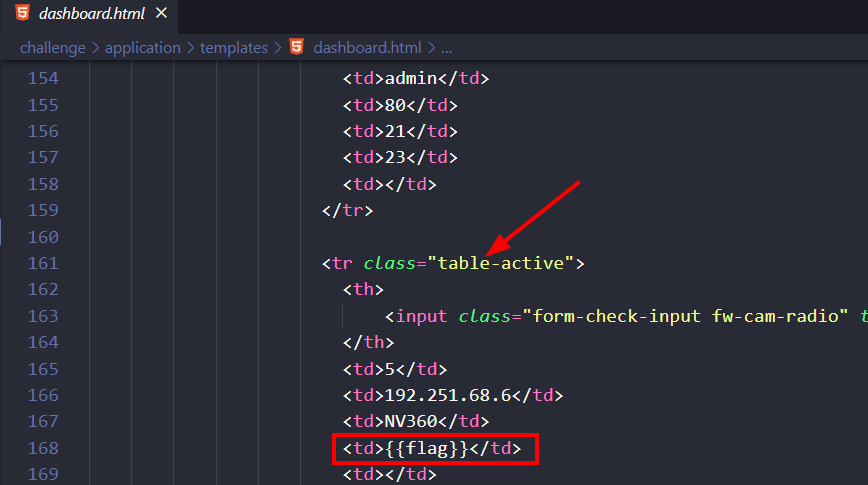 dashboard.html ×
challenge > application > templates > dashboard.html > ...
154 <td>admin</td>
155 <td>80</td>
156 <td>21</td>
157 <td>23</td>
158 <td></td>
159 </tr>
160
161 <tr class="table-active">
162 <th>
163 <input class="form-check-input fw-cam-radio" t
164 </th>
165 <td>5</td>
166 <td>192.251.68.6</td>
167 <td>NV360</td>
168 <td>{{flag}}</td>
169 <td></td>